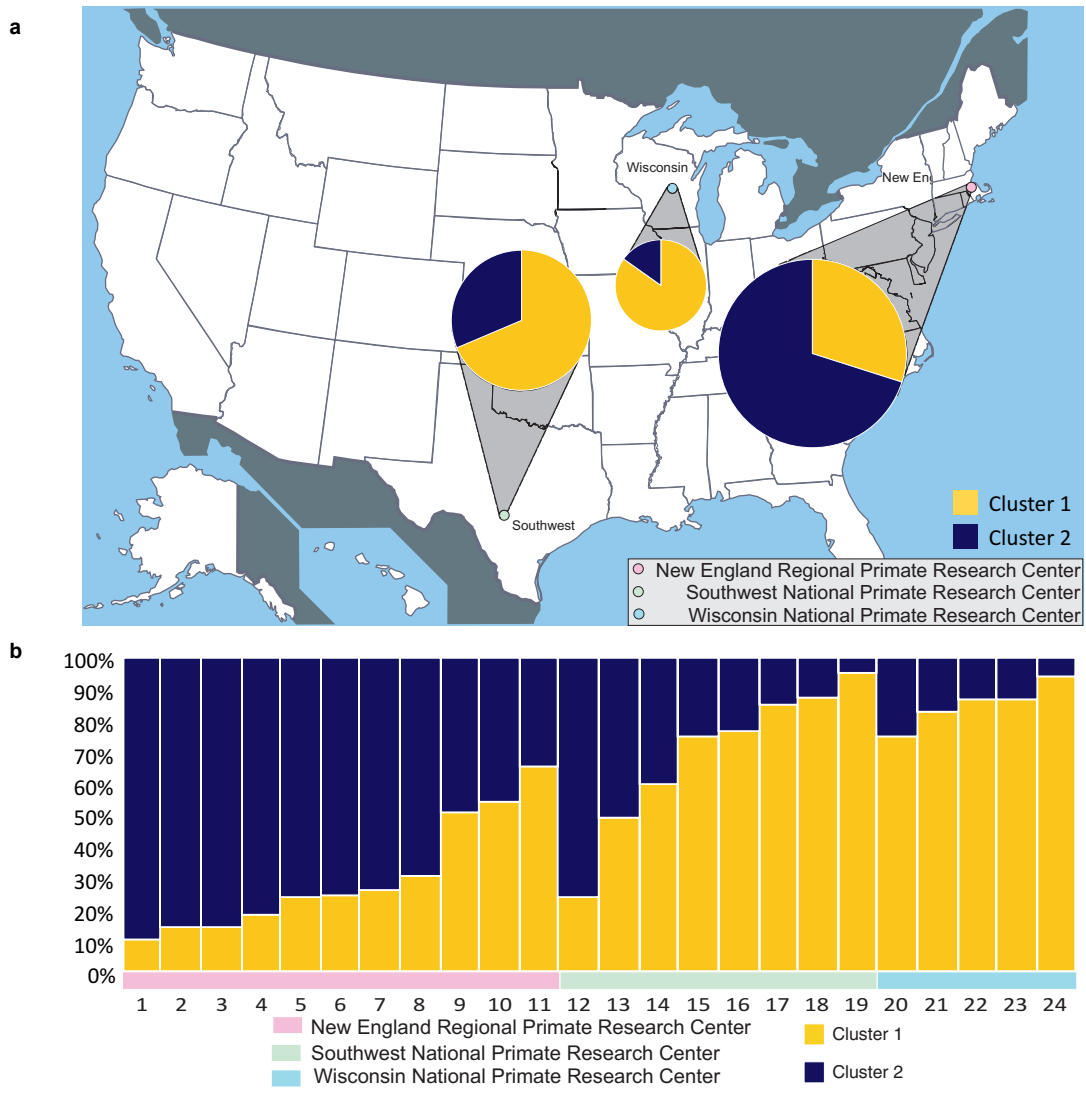 a
Wisconsin
New En
Southwest
Cluster 1
Cluster 2
New England Regional Primate Research Center
Southwest National Primate Research Center
Wisconsin National Primate Research Center
b
100%
90%
80%
70%
60%
50%
40%
30%
20%
10%
0%
1 2 3 4 5 6 7 8 9 10 11 12 13 14 15 16 17 18 19 20 21 22 23 24
New England Regional Primate Research Center
Southwest National Primate Research Center
Wisconsin National Primate Research Center
Cluster 1
Cluster 2